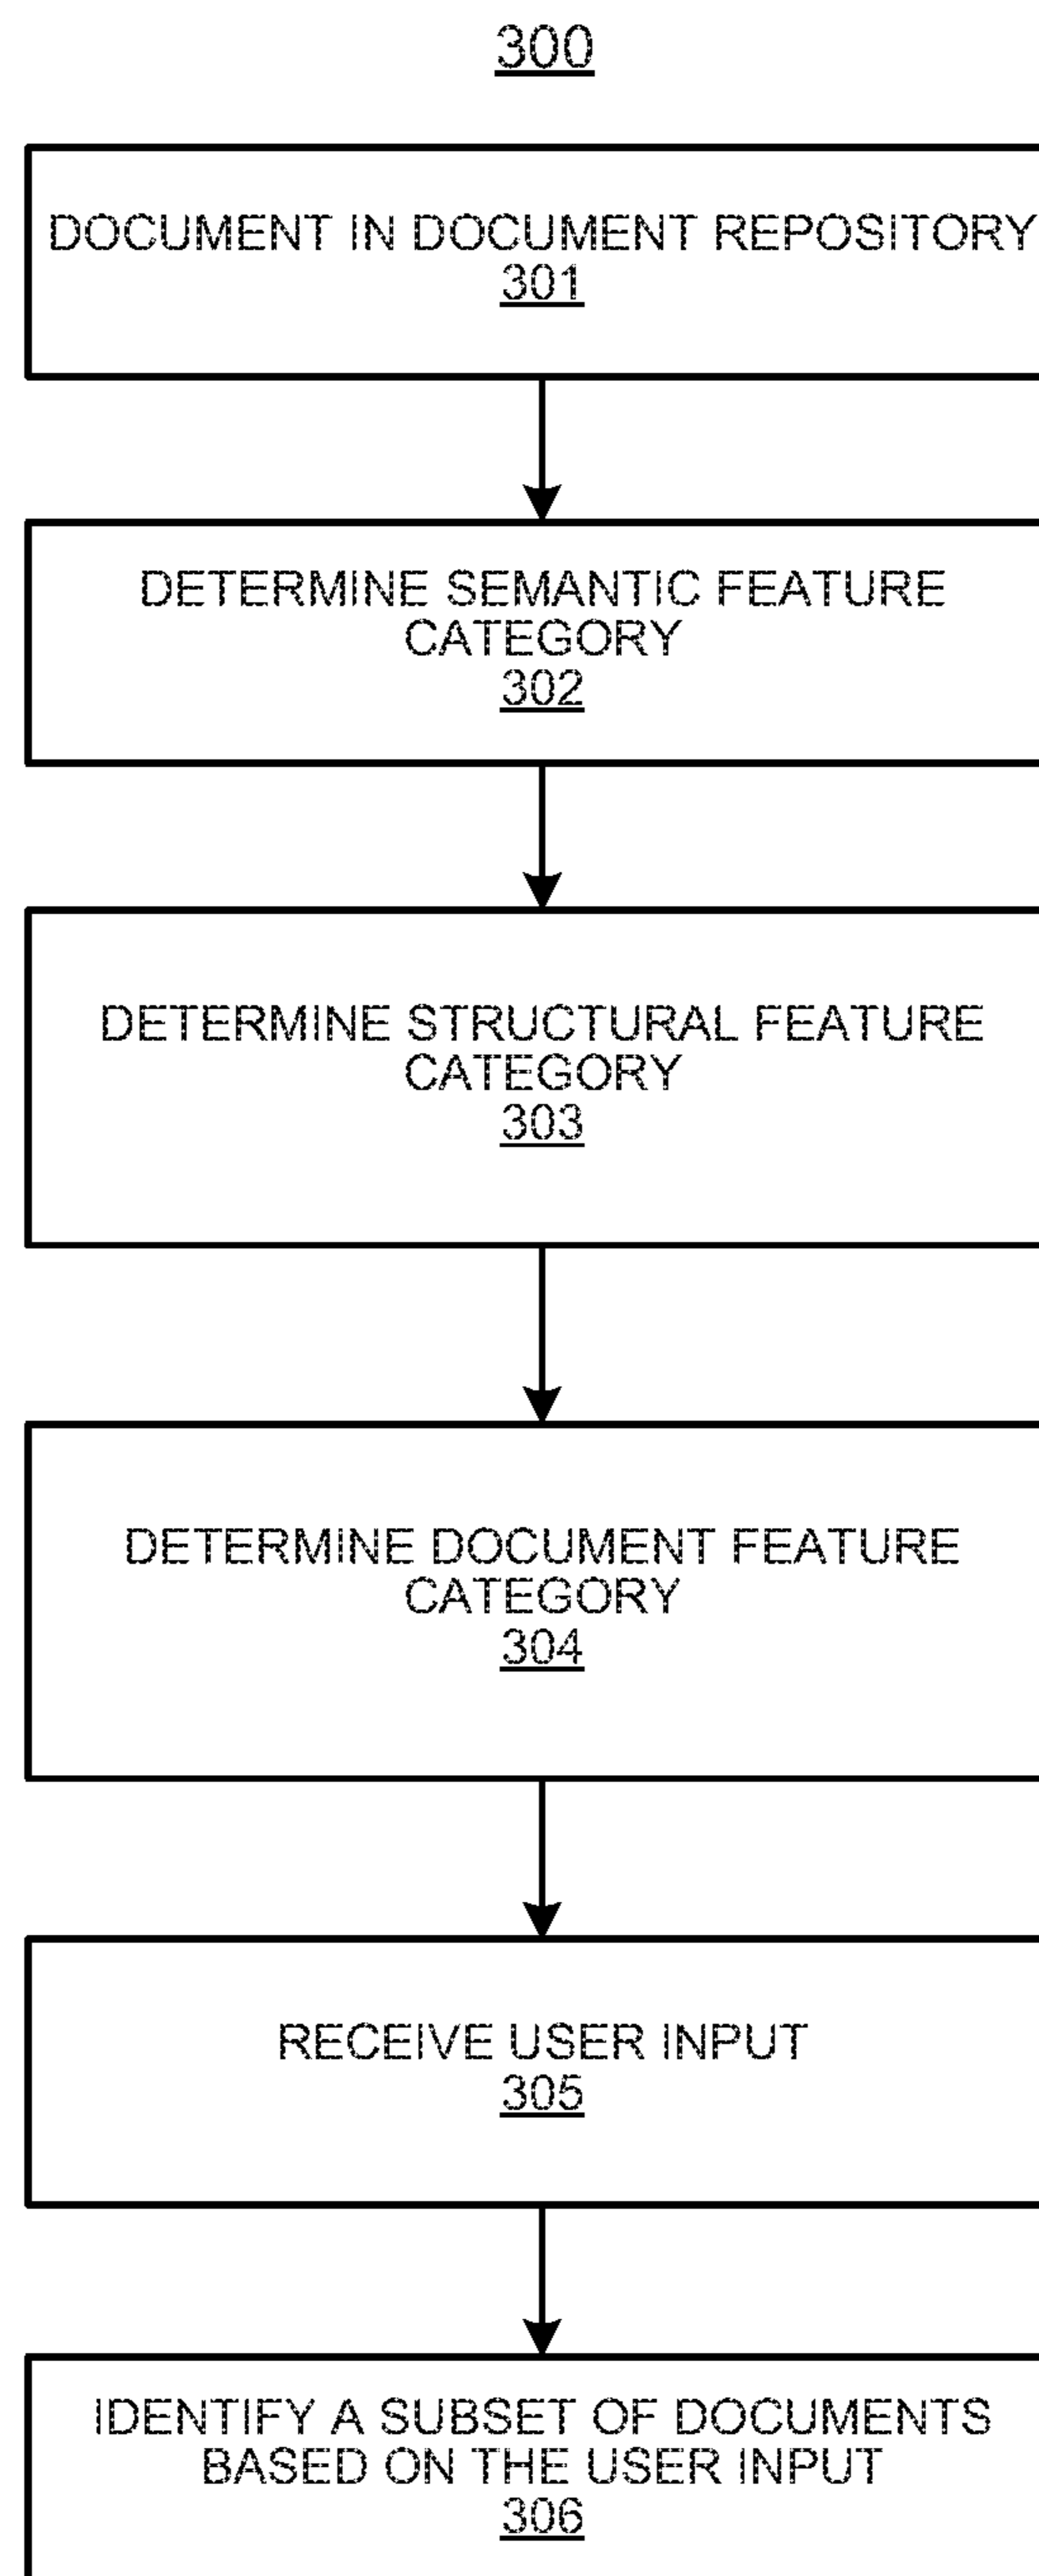 300
DOCUMENT IN DOCUMENT REPOSITORY
301
DETERMINE SEMANTIC FEATURE
CATEGORY
302
DETERMINE STRUCTURAL FEATURE
CATEGORY
303
DETERMINE DOCUMENT FEATURE
CATEGORY
304
RECEIVE USER INPUT
305
IDENTIFY A SUBSET OF DOCUMENTS
BASED ON THE USER INPUT
306